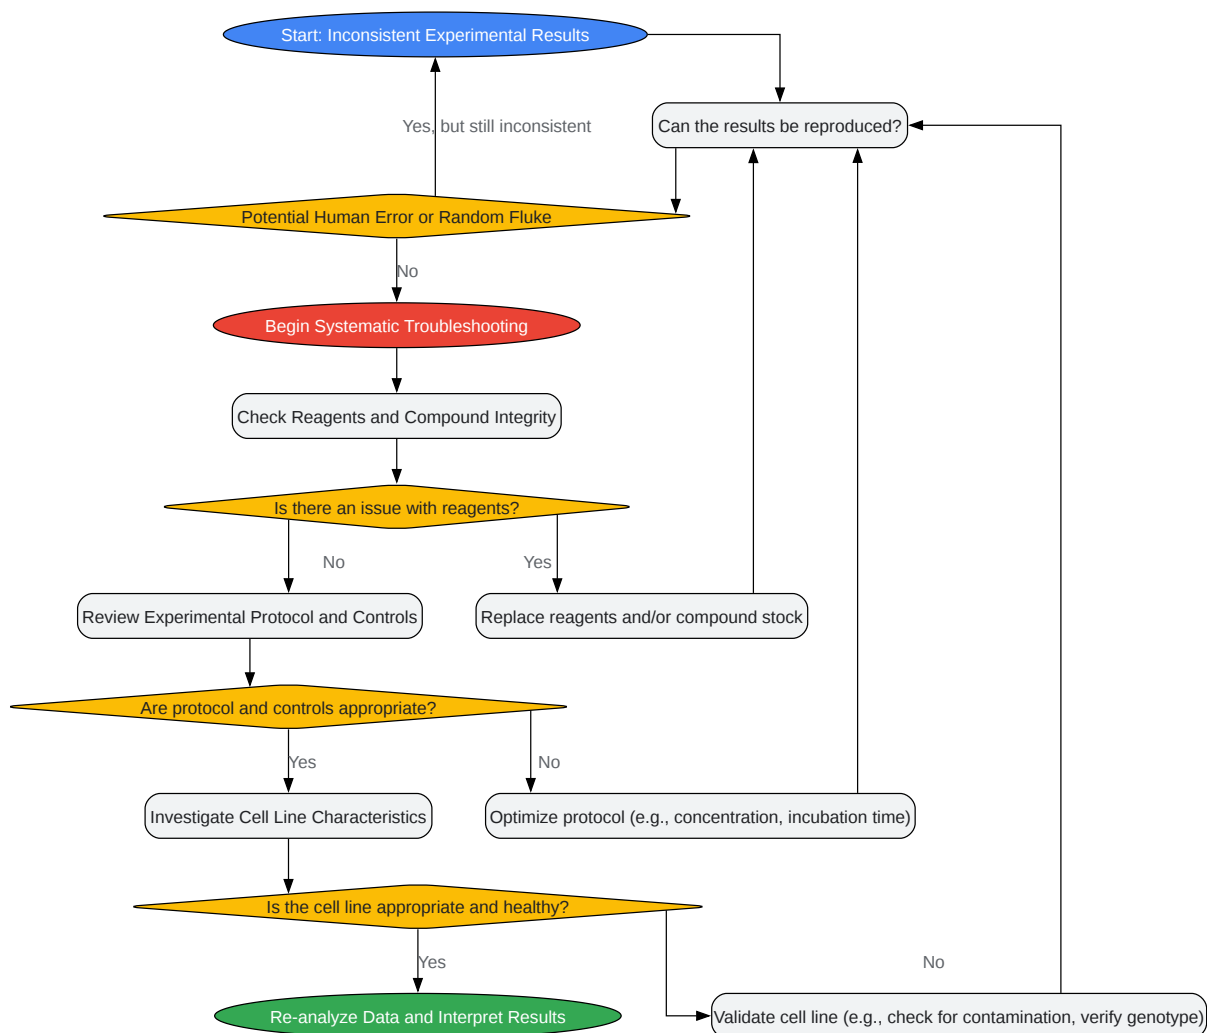 Start: Inconsistent Experimental Results
Can the results be reproduced?
Yes, but still inconsistent
Potential Human Error or Random Fluke
No
Begin Systematic Troubleshooting
Check Reagents and Compound Integrity
Is there an issue with reagents?
No
Yes
Review Experimental Protocol and Controls
Replace reagents and/or compound stock
Are protocol and controls appropriate?
Yes
No
Investigate Cell Line Characteristics
Optimize protocol (e.g., concentration, incubation time)
Is the cell line appropriate and healthy?
Yes
No
Re-analyze Data and Interpret Results
Validate cell line (e.g., check for contamination, verify genotype)